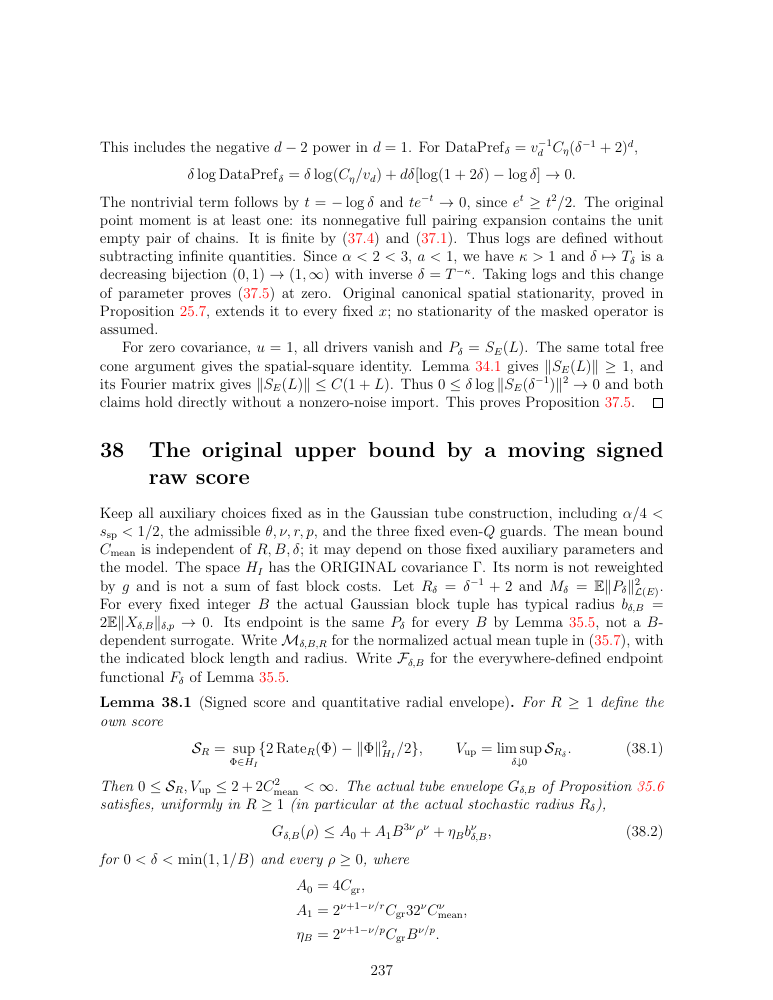 This includes the negative d − 2 power in d = 1. For DataPref_δ = v_d^{−1}C_η(δ^{−1} + 2)^d,
δ log DataPref_δ = δ log(C_η/v_d) + dδ[log(1 + 2δ) − log δ] → 0.
The nontrivial term follows by t = − log δ and te^{−t} → 0, since e^t ≥ t^2/2. The original
point moment is at least one: its nonnegative full pairing expansion contains the unit
empty pair of chains. It is finite by (37.4) and (37.1). Thus logs are defined without
subtracting infinite quantities. Since α < 2 < 3, a < 1, we have κ > 1 and δ ↦ T_δ is a
decreasing bijection (0, 1) → (1, ∞) with inverse δ = T^{−κ}. Taking logs and this change
of parameter proves (37.5) at zero. Original canonical spatial stationarity, proved in
Proposition 25.7, extends it to every fixed x; no stationarity of the masked operator is
assumed.
For zero covariance, u = 1, all drivers vanish and P_δ = S_E(L). The same total free
cone argument gives the spatial-square identity. Lemma 34.1 gives ∥S_E(L)∥ ≥ 1, and
its Fourier matrix gives ∥S_E(L)∥ ≤ C(1 + L). Thus 0 ≤ δ log ∥S_E(δ^{−1})∥^2 → 0 and both
claims hold directly without a nonzero-noise import. This proves Proposition 37.5. □
38 The original upper bound by a moving signed
raw score
Keep all auxiliary choices fixed as in the Gaussian tube construction, including α/4 <
s_sp < 1/2, the admissible θ, ν, r, p, and the three fixed even-Q guards. The mean bound
C_mean is independent of R, B, δ; it may depend on those fixed auxiliary parameters and
the model. The space H_I has the ORIGINAL covariance Γ. Its norm is not reweighted
by g and is not a sum of fast block costs. Let R_δ = δ^{−1} + 2 and M_δ = 𝔼∥P_δ∥^2_{ℒ(E)}.
For every fixed integer B the actual Gaussian block tuple has typical radius b_{δ,B} =
2𝔼∥X_{δ,B}∥_{δ,p} → 0. Its endpoint is the same P_δ for every B by Lemma 35.5, not a B-
dependent surrogate. Write ℳ_{δ,B,R} for the normalized actual mean tuple in (35.7), with
the indicated block length and radius. Write ℱ_{δ,B} for the everywhere-defined endpoint
functional F_δ of Lemma 35.5.
Lemma 38.1 (Signed score and quantitative radial envelope). For R ≥ 1 define the
own score
𝒮_R = sup_{Φ∈H_I} {2 Rate_R(Φ) − ∥Φ∥^2_{H_I}/2}, V_up = lim sup_{δ↓0} 𝒮_{R_δ}. (38.1)
Then 0 ≤ 𝒮_R, V_up ≤ 2 + 2C^2_mean < ∞. The actual tube envelope G_{δ,B} of Proposition 35.6
satisfies, uniformly in R ≥ 1 (in particular at the actual stochastic radius R_δ),
G_{δ,B}(ρ) ≤ A_0 + A_1B^{3ν}ρ^ν + η_Bb^ν_{δ,B}, (38.2)
for 0 < δ < min(1, 1/B) and every ρ ≥ 0, where
A_0 = 4C_gr,
A_1 = 2^{ν+1−ν/r}C_gr32^νC^ν_mean,
η_B = 2^{ν+1−ν/p}C_grB^{ν/p}.
237